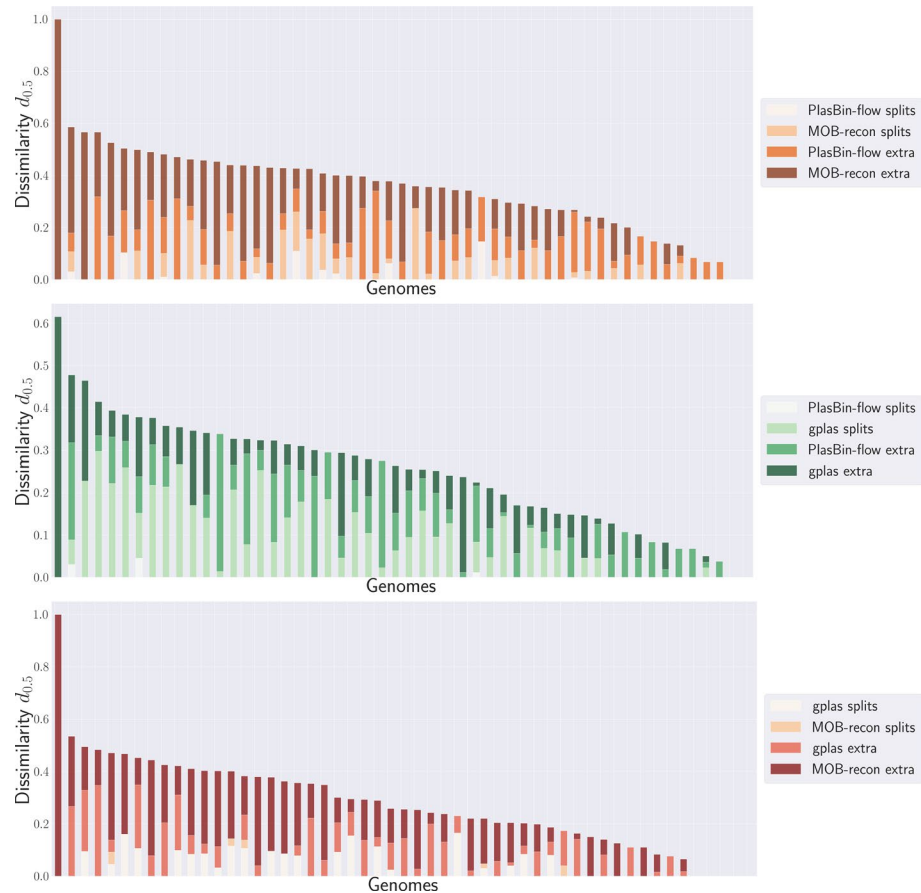 1.0
0.8
0.6
0.4
0.2
0.0
Dissimilarity d0.5
Genomes
PlasBin-flow splits
MOB-recon splits
PlasBin-flow extra
MOB-recon extra
0.6
0.5
0.4
0.3
0.2
0.1
0.0
Dissimilarity d0.5
Genomes
PlasBin-flow splits
gplas splits
PlasBin-flow extra
gplas extra
1.0
0.8
0.6
0.4
0.2
0.0
Dissimilarity d0.5
Genomes
gplas splits
MOB-recon splits
gplas extra
MOB-recon extra